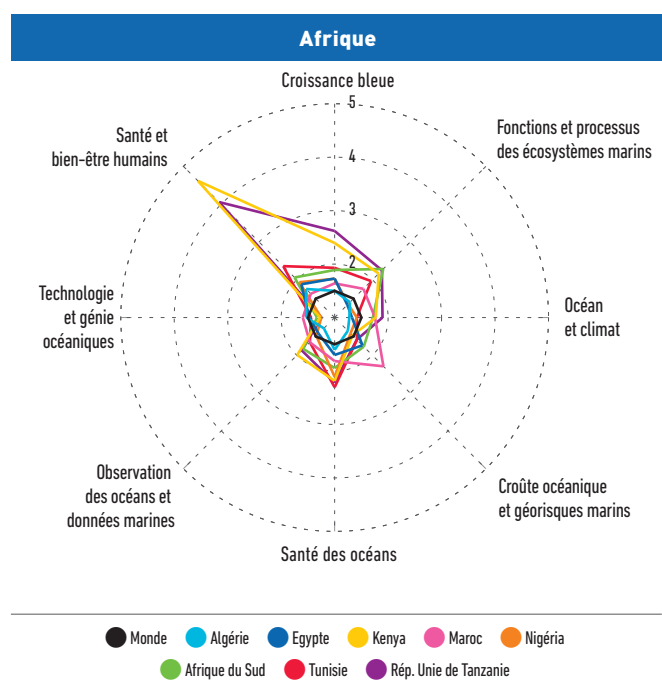 Afrique
Croissance bleue
5
Santé et
bien-être humains
Fonctions et processus
des écosystèmes marins
4
3
2
Technologie
et génie
océaniques
Océan
et climat
Observation
des océans et
données marines
Croûte océanique
et géorisques marins
Santé des océans
Monde
Algérie
Egypte
Kenya
Maroc
Nigéria
Afrique du Sud
Tunisie
Rép. Unie de Tanzanie